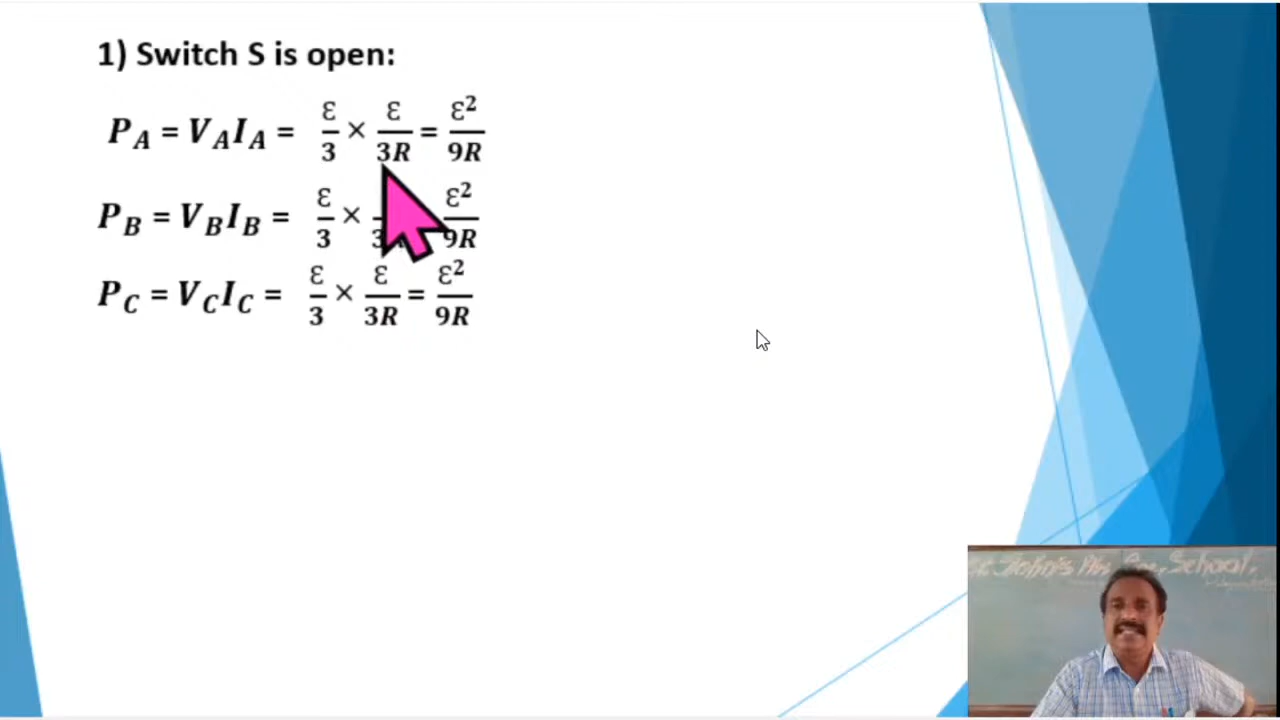 1) Switch S is open:
P_A = V_A I_A = ε/3 × ε/3R = ε²/9R
P_B = V_B I_B = ε/3 × ε²/9R
P_C = V_C I_C = ε/3 × ε/3R = ε²/9R
School.